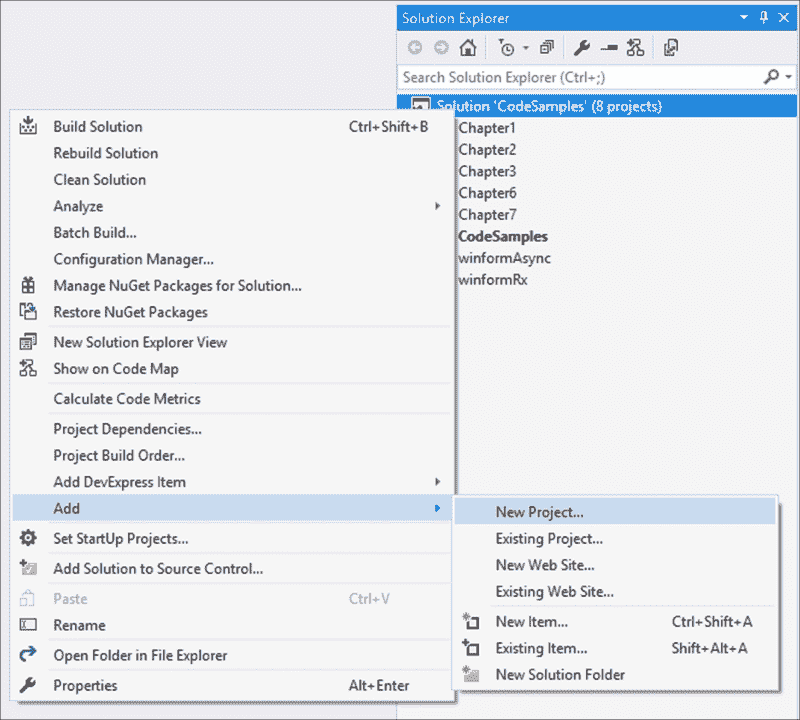 Solution Explorer
Search Solution Explorer (Ctrl+;)
Solution 'CodeSamples' (8 projects)
Chapter1
Chapter2
Chapter3
Chapter6
Chapter7
CodeSamples
winformAsync
winformRx
Build Solution Ctrl+Shift+B
Rebuild Solution
Clean Solution
Analyze
Batch Build...
Configuration Manager...
Manage NuGet Packages for Solution...
Restore NuGet Packages
New Solution Explorer View
Show on Code Map
Calculate Code Metrics
Project Dependencies...
Project Build Order...
Add DevExpress Item
Add
Set StartUp Projects...
Add Solution to Source Control...
Paste Ctrl+V
Rename
Open Folder in File Explorer
Properties Alt+Enter
New Project...
Existing Project...
New Web Site...
Existing Web Site...
New Item... Ctrl+Shift+A
Existing Item... Shift+Alt+A
New Solution Folder